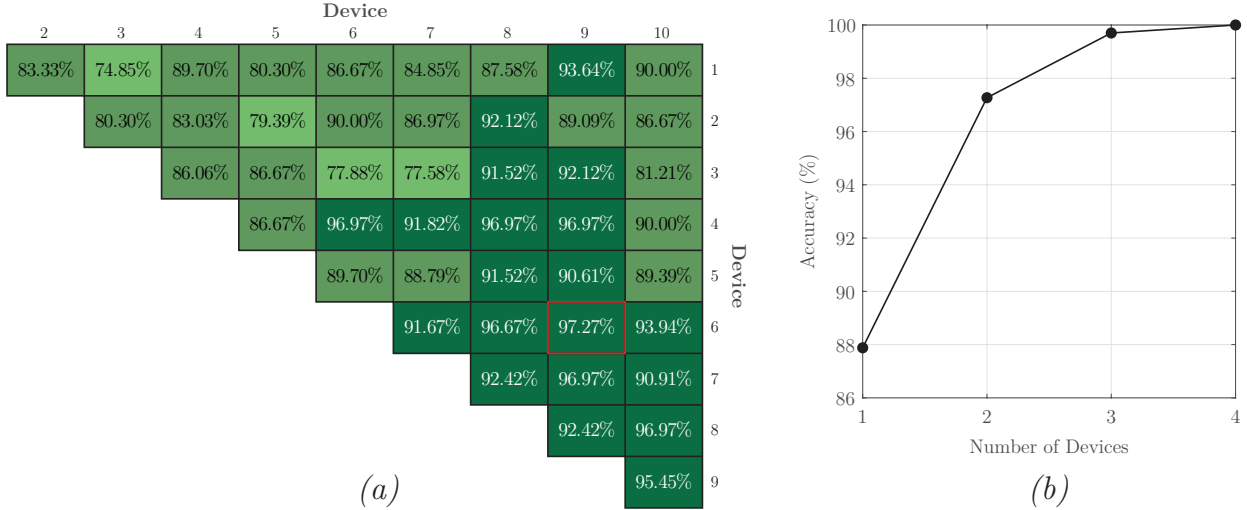 Device
2 3 4 5 6 7 8 9 10
83.33% 74.85% 89.70% 80.30% 86.67% 84.85% 87.58% 93.64% 90.00% 1
80.30% 83.03% 79.39% 90.00% 86.97% 92.12% 89.09% 86.67% 2
86.06% 86.67% 77.88% 77.58% 91.52% 92.12% 81.21% 3
86.67% 96.97% 91.82% 96.97% 96.97% 90.00% 4
89.70% 88.79% 91.52% 90.61% 89.39% 5
91.67% 96.67% 97.27% 93.94% 6
92.42% 96.97% 90.91% 7
92.42% 96.97% 8
95.45% 9
Device
(a)
Accuracy (%)
100
98
96
94
92
90
88
86
1 2 3 4
Number of Devices
(b)